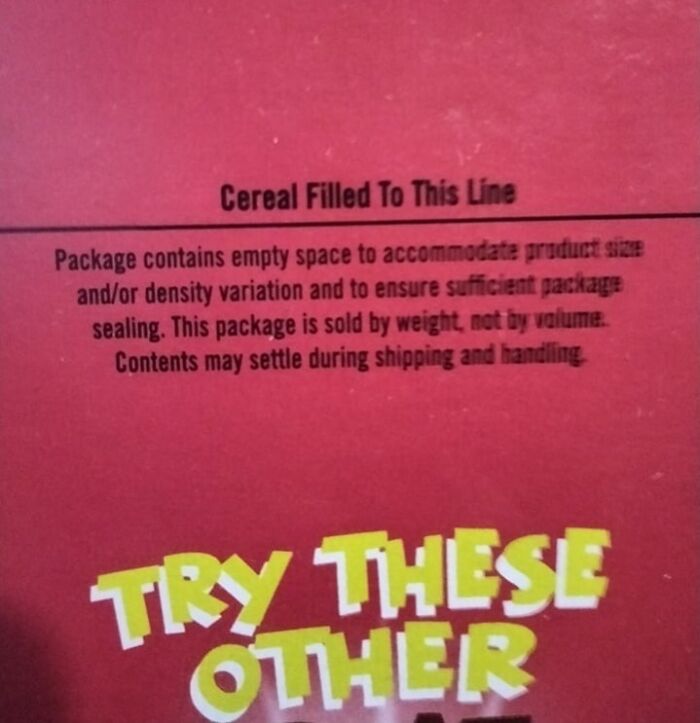 Cereal Filled To This Line
Package contains empty space to accommodate product size
and/or density variation and to ensure sufficient package
sealing. This package is sold by weight, not by volume.
Contents may settle during shipping and handling.
TRY THESE
OTHER